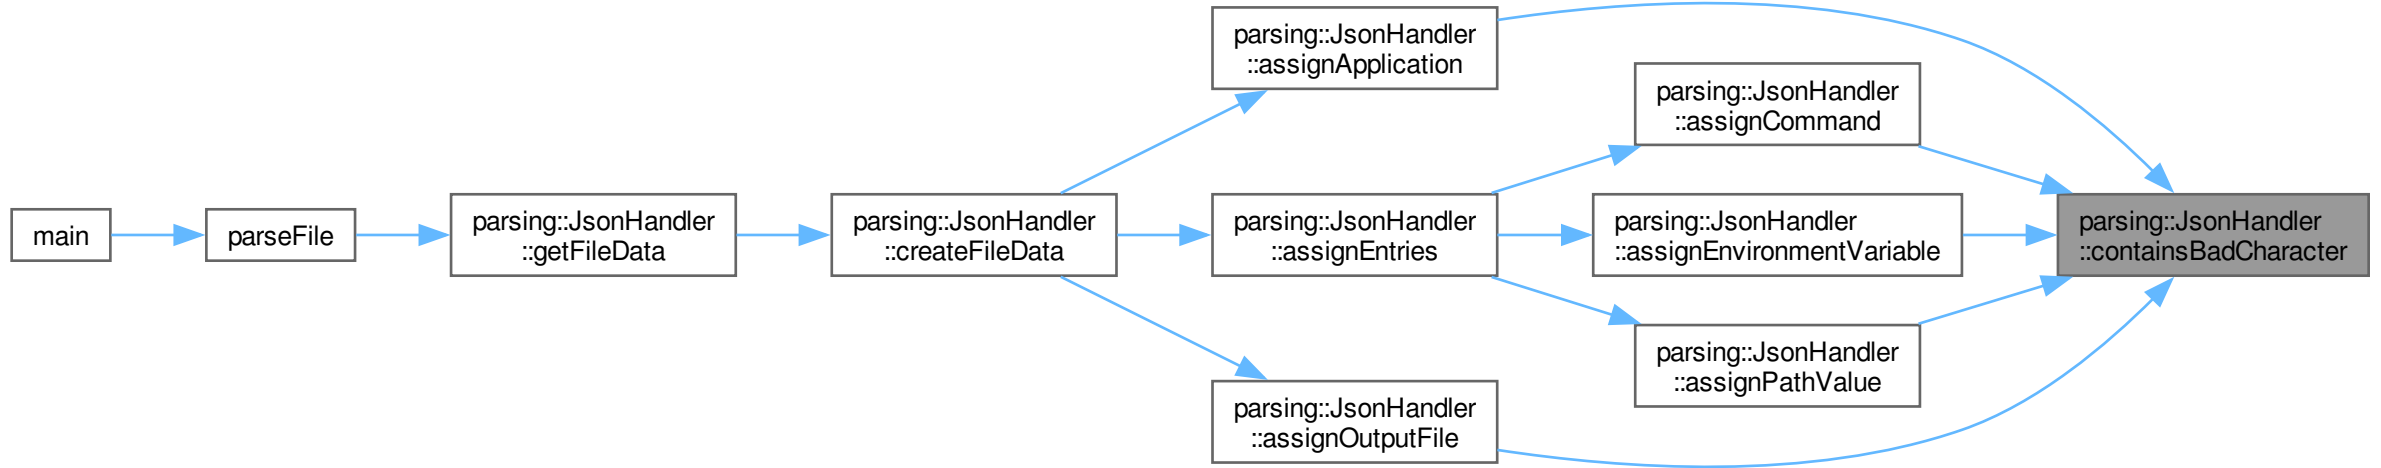 main
parseFile
parsing::JsonHandler
::getFileData
parsing::JsonHandler
::createFileData
parsing::JsonHandler
::assignApplication
parsing::JsonHandler
::assignEntries
parsing::JsonHandler
::assignOutputFile
parsing::JsonHandler
::assignCommand
parsing::JsonHandler
::assignEnvironmentVariable
parsing::JsonHandler
::assignPathValue
parsing::JsonHandler
::containsBadCharacter